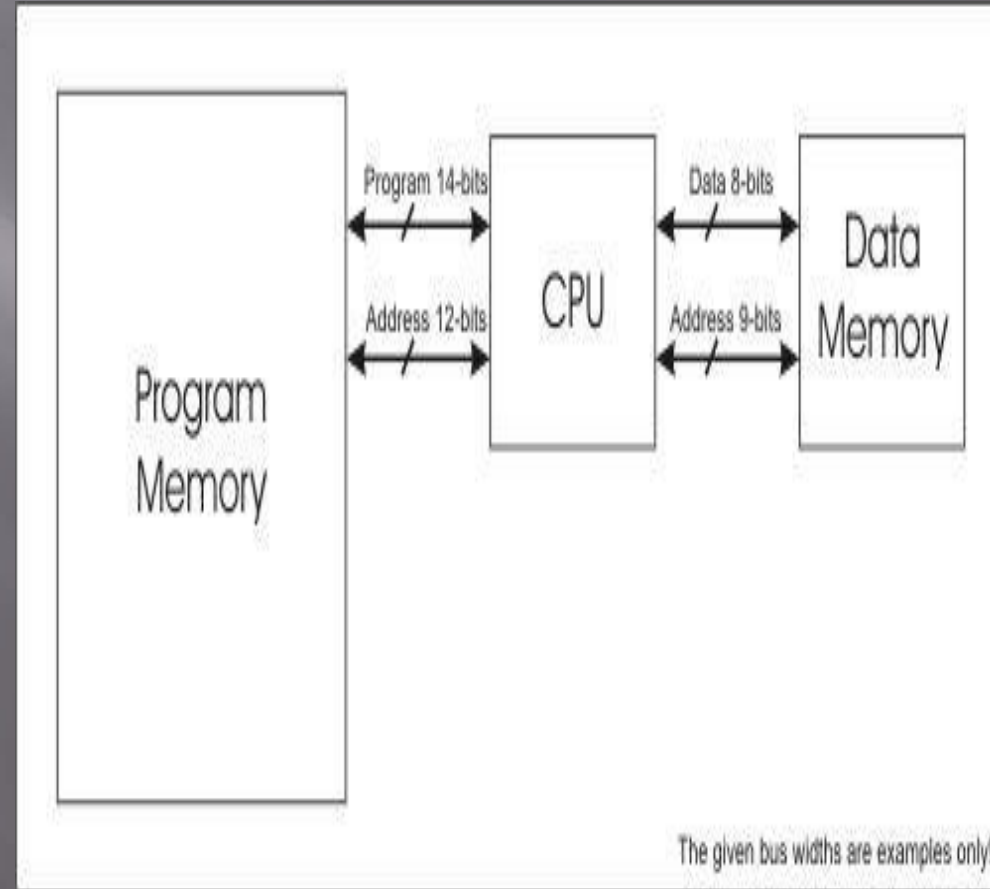 Program
Memory
Program 14-bits
Address 12-bits
CPU
Data 8-bits
Address 9-bits
Data
Memory
The given bus widths are examples only!